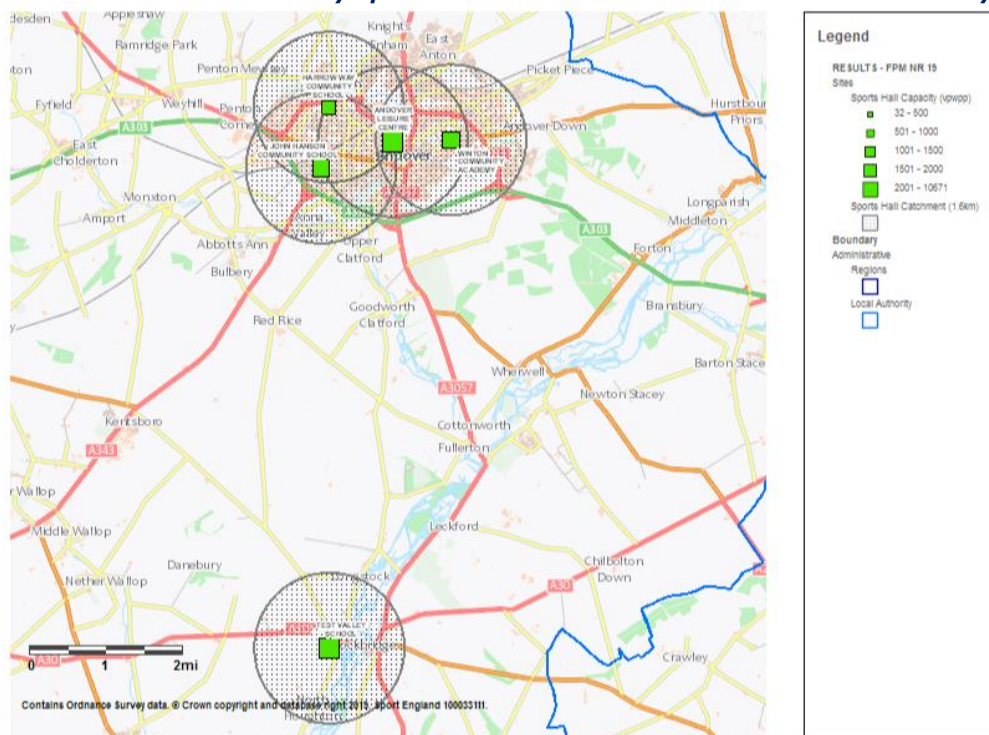 Appleshaw
Ramridge Park
Knights
Enham
East
Anton
Penton Mewsey
HARROW WAY
COMMUNITY
SCHOOL
Picket Piece
Fyfield
Weyhill
Penton
Corner
ANDOVER
LEISURE
CENTRE
Hurstbourne
Priors
A303
Andover Down
East
Cholderton
JOHN HANSON
COMMUNITY SCHOOL
Andover
WINTON
COMMUNITY
ACADEMY
Monxton
Amport
Anna
Valley
Longparish
Middleton
Abbotts Ann
Upper
Clatford
A303
Forton
Bulbery
Red Rice
Goodworth
Clatford
Bransbury
Wherwell
Barton Stace
A3057
Newton Stacey
Kentsboro
Cottonworth
Fullerton
A343
r Wallop
Middle Wallop
Leckford
Danebury
Chilbolton
Down
Nether Wallop
A30
TEST VALLEY
SCHOOL
Crawley
0 1 2mi
A30
Contains Ordnance Survey data. © Crown copyright and database right 2013 Sport England 100033111.
Legend
RESULTS - FPM NR 19
Sites
Sports Hall Capacity (vpwpp)
32 - 500
501 - 1000
1001 - 1500
1501 - 2000
2001 - 10671
Sports Hall Catchment (1.6km)
Boundary
Administrative
Regions
Local Authority